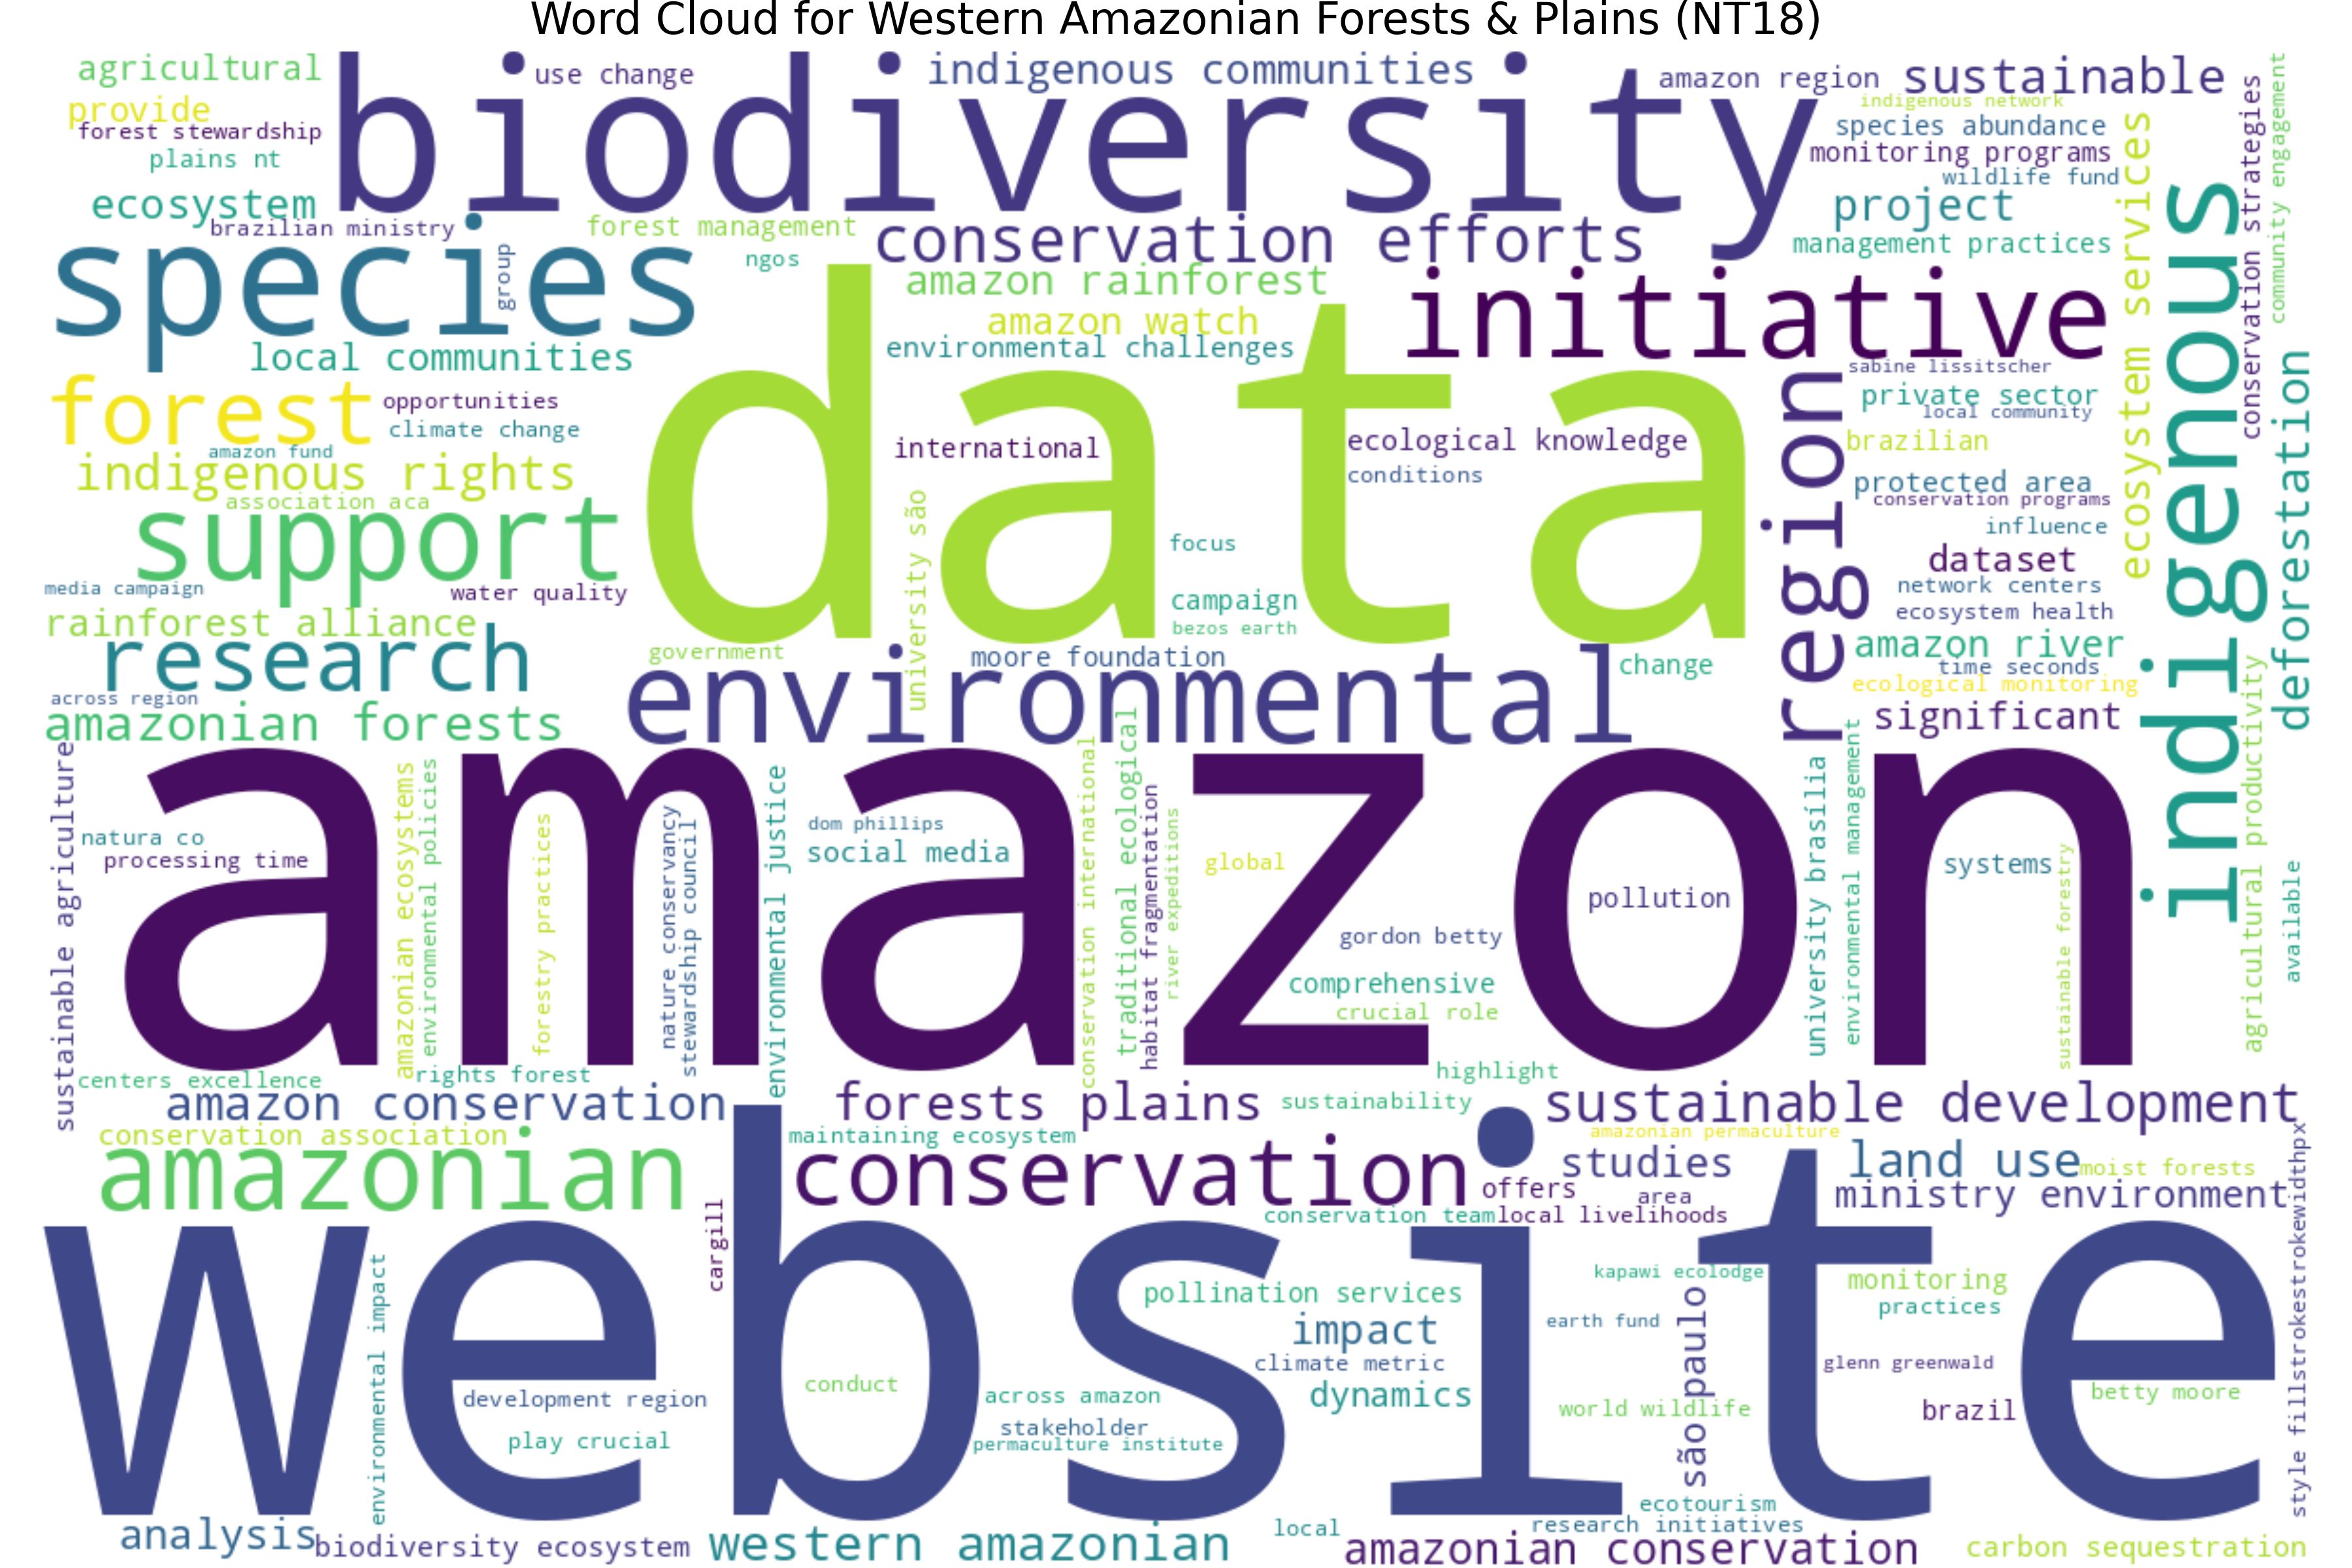 Word Cloud for Western Amazonian Forests & Plains (NT18)
agricultural
use change
indigenous communities
amazon region
sustainable
biodiversity
provide
indigenous network
forest stewardship
species abundance
plains nt
monitoring programs
wildlife fund
ecosystem
project
brazilian ministry
forest management
conservation efforts
management practices
ecosystem services
indigenous
conservation strategies
community engagement
deforestation
species
group
ngos
amazon rainforest
initiative
amazon watch
local communities
environmental challenges
sabine lissitscher
data
region
forest
opportunities
climate change
private sector
local community
international
ecological knowledge
brazilian
amazon fund
indigenous rights
conditions
protected area
association aca
conservation programs
university são
influence
support
focus
dataset
media campaign
water quality
network centers
campaign
ecosystem health
rainforest alliance
bezos earth
research
government
moore foundation
change
amazon river
time seconds
across region
environmental
ecological monitoring
amazonian forests
significant
agricultural productivity
available
amazon
sustainable agriculture
natura co
processing time
amazonian ecosystems
environmental policies
forestry practices
nature conservancy
stewardship council
environmental justice
dom phillips
social media
conservation international
traditional ecological
habitat fragmentation
river expeditions
global
pollution
gordon betty
comprehensive
crucial role
university brasília
environmental management
systems
sustainable forestry
centers excellence
rights forest
highlight
amazon conservation
forests plains
sustainability
sustainable development
conservation association
maintaining ecosystem
amazonian permaculture
amazonian
conservation
studies
land use
moist forests
offers
area
ministry environment
conservation team
local livelihoods
style fillstrokestrokewidthpx
website
cargill
environmental impact
kapawi ecolodge
monitoring
pollination services
practices
são paulo
impact
earth fund
climate metric
glenn greenwald
development region
conduct
across amazon
dynamics
world wildlife
brazil
betty moore
stakeholder
play crucial
permaculture institute
ecotourism
analysis
biodiversity ecosystem
western amazonian
local
research initiatives
amazonian conservation
carbon sequestration